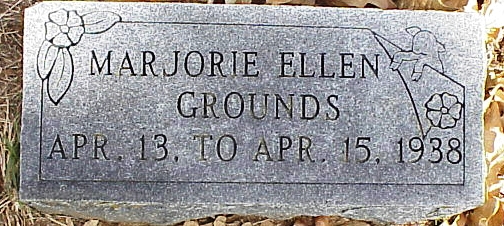 MARJORIE ELLEN
GROUNDS
APR. 13. TO APR. 15. 1938